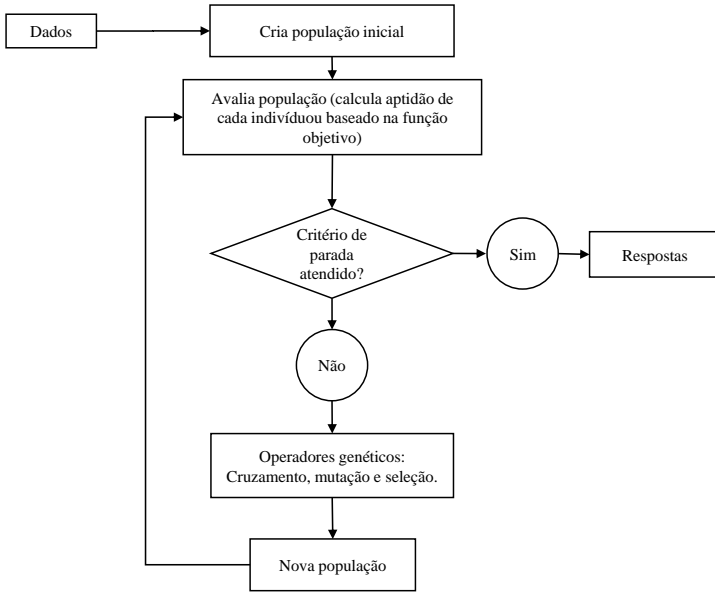 Dados
Cria população inicial
Avalia população (calcula aptidão de
cada indivíduou baseado na função
objetivo)
Critério de
parada
atendido?
Sim
Respostas
Não
Operadores genéticos:
Cruzamento, mutação e seleção.
Nova população